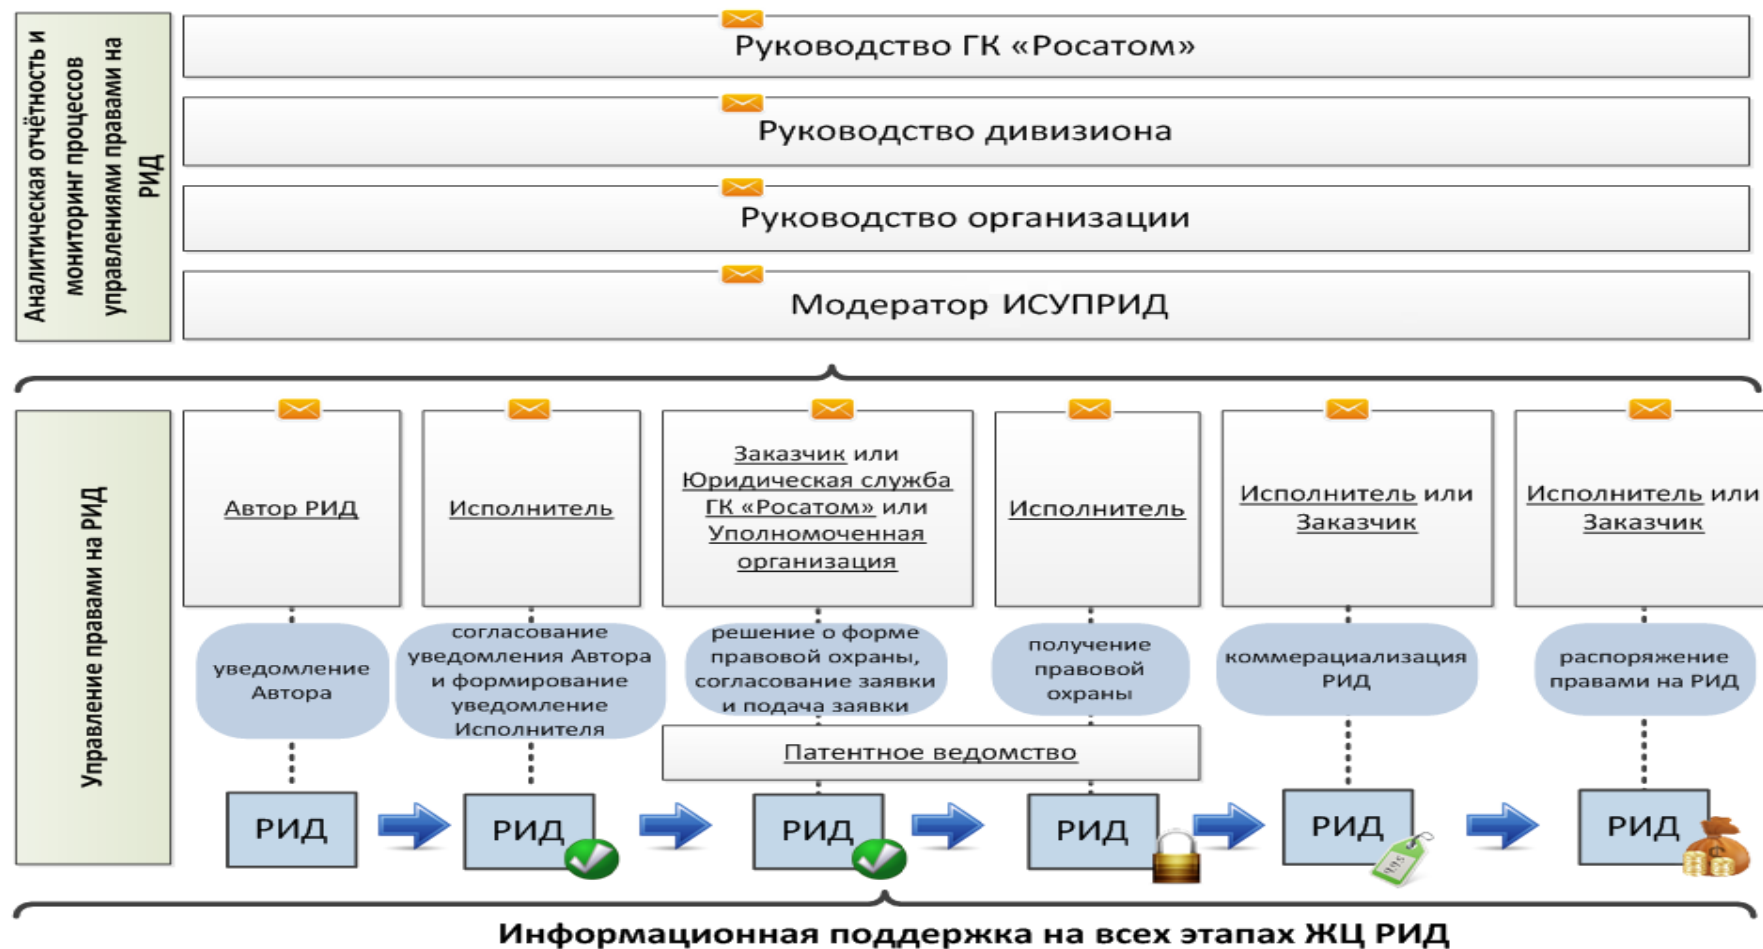 Аналитическая отчётность и
мониторинг процессов
управлениями правами на
РИД
Руководство ГК «Росатом»
Руководство дивизиона
Руководство организации
Модератор ИСУПРИД
Управление правами на РИД
Автор РИД
Исполнитель
Заказчик или
Юридическая служба
ГК «Росатом» или
Уполномоченная
организация
Исполнитель
Исполнитель или
Заказчик
Исполнитель или
Заказчик
уведомление
Автора
согласование
уведомления Автора
и формирование
уведомление
Исполнителя
решение о форме
правовой охраны,
согласование заявки
и подача заявки
получение
правовой
охраны
коммерациализация
РИД
распоряжение
правами на РИД
Патентное ведомство
РИД
РИД
РИД
РИД
РИД
РИД
Информационная поддержка на всех этапах ЖЦ РИД